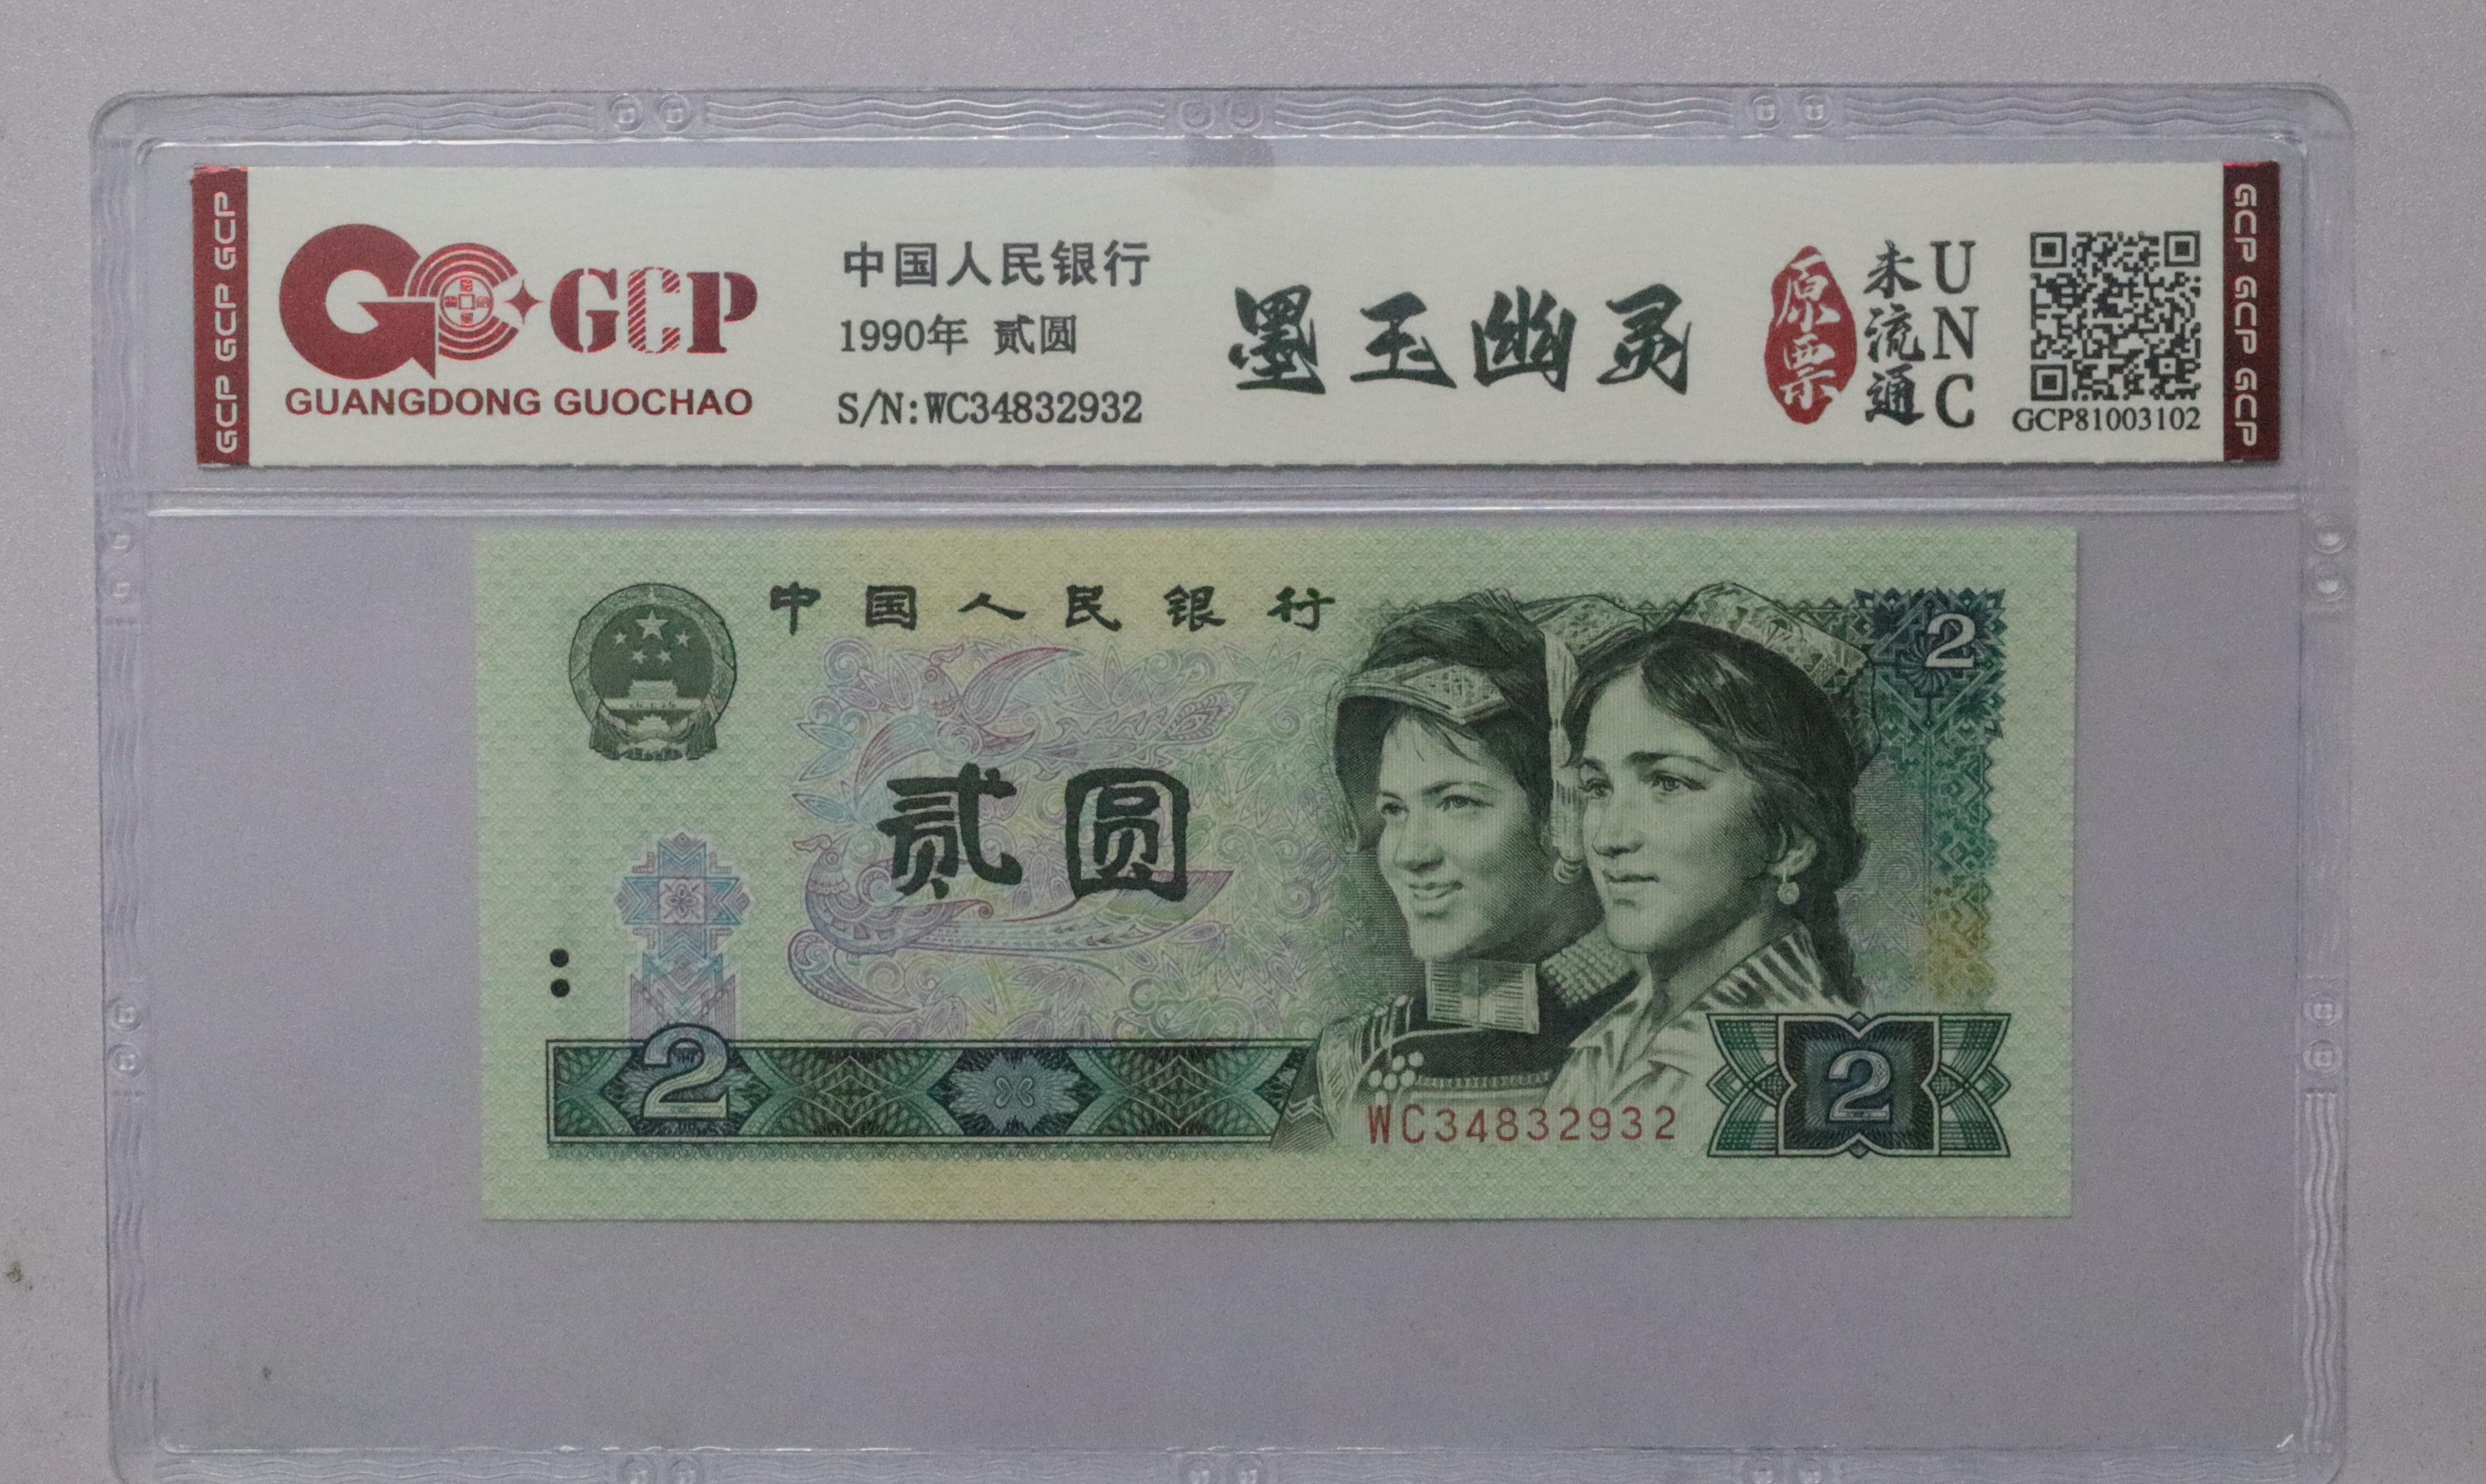 GCP GCP GCP
GCP
GUANGDONG GUOCHAO
中国人民银行
1990年 贰圆
S/N:WC34832932
墨玉幽灵
原票
未流通
UNC
GCP81003102
GCP GCP GCP
中国人民银行
2
贰圆
2
WC34832932
2